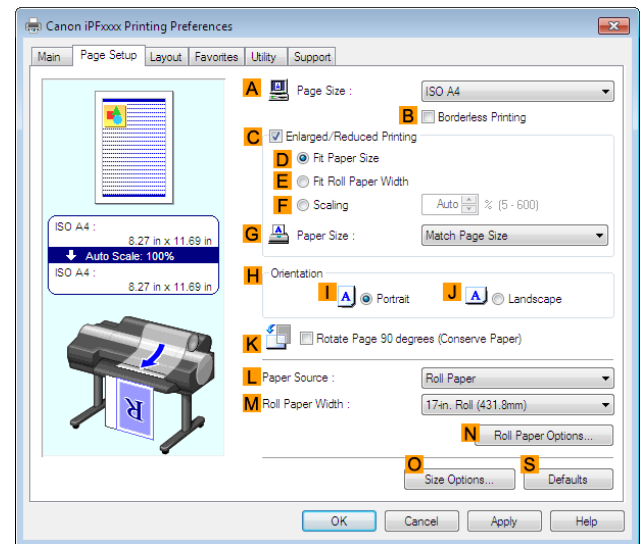 Canon iPFxxxx Printing Preferences
Main Page Setup Layout Favorites Utility Support
A Page Size : ISO A4
B Borderless Printing
C Enlarged/Reduced Printing
D Fit Paper Size
E Fit Roll Paper Width
F Scaling Auto % (5 - 600)
ISO A4 :
8.27 in x 11.69 in
Auto Scale: 100%
ISO A4 :
8.27 in x 11.69 in
G Paper Size : Match Page Size
H Orientation
I A Portrait J A Landscape
K Rotate Page 90 degrees (Conserve Paper)
L Paper Source : Roll Paper
M Roll Paper Width : 17-in. Roll (431.8mm)
R
N Roll Paper Options...
O Size Options... S Defaults
OK Cancel Apply Help